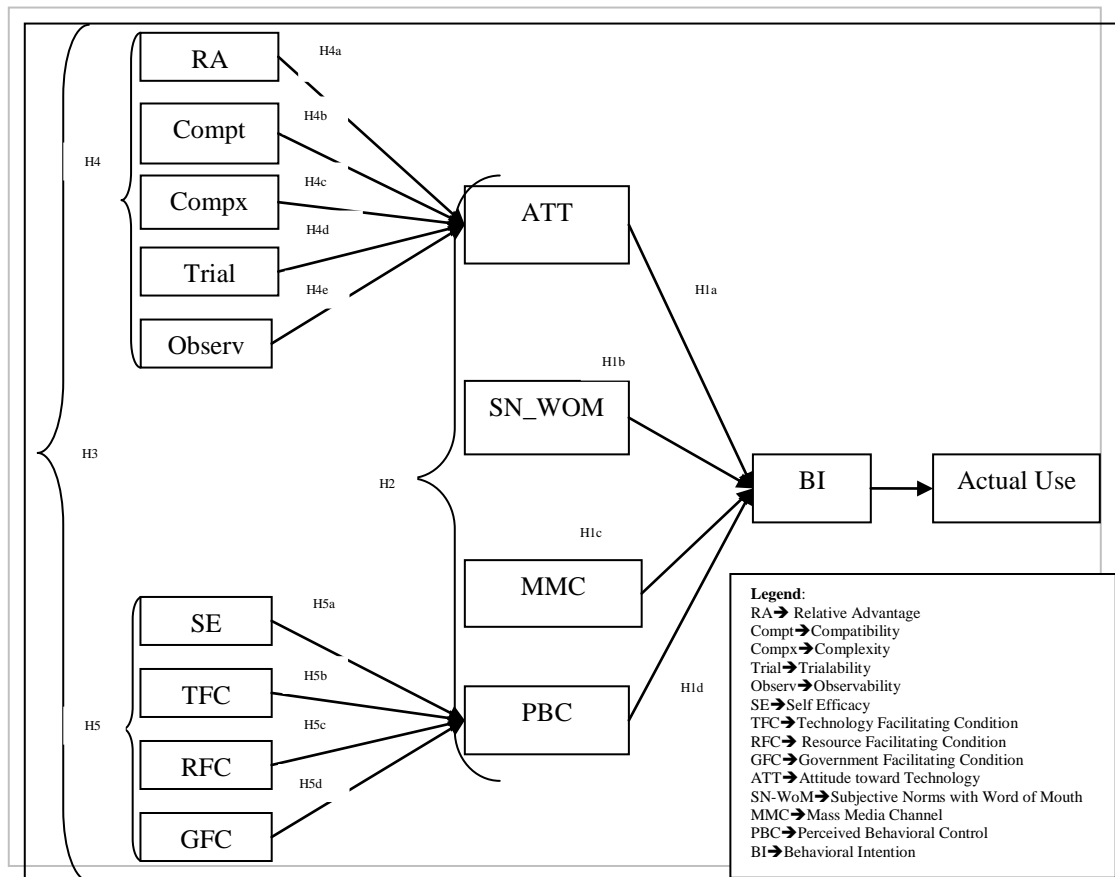 RA
H4a
Compt
H4b
H4
Compx
H4c
ATT
Trial
H4d
H4e
Observ
H1a
H1b
SN_WOM
H3
H2
BI
Actual Use
H1c
MMC
H5a
SE
H5b
TFC
H5c
H5
RFC
H5d
GFC
PBC
H1d
Legend:
RA➔ Relative Advantage
Compt➔Compatibility
Compx➔Complexity
Trial➔Trialability
Observ➔Observability
SE➔Self Efficacy
TFC➔Technology Facilitating Condition
RFC➔ Resource Facilitating Condition
GFC➔Government Facilitating Condition
ATT➔Attitude toward Technology
SN-WoM➔Subjective Norms with Word of Mouth
MMC➔Mass Media Channel
PBC➔Perceived Behavioral Control
BI➔Behavioral Intention